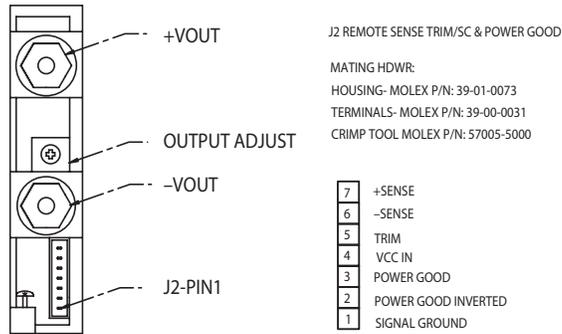 +VOUT
OUTPUT ADJUST
–VOUT
J2-PIN1
J2 REMOTE SENSE TRIM/SC & POWER GOOD
MATING HDWR:
HOUSING- MOLEX P/N: 39-01-0073
TERMINALS- MOLEX P/N: 39-00-0031
CRIMP TOOL MOLEX P/N: 57005-5000
7 +SENSE
6 –SENSE
5 TRIM
4 VCC IN
3 POWER GOOD
2 POWER GOOD INVERTED
1 SIGNAL GROUND